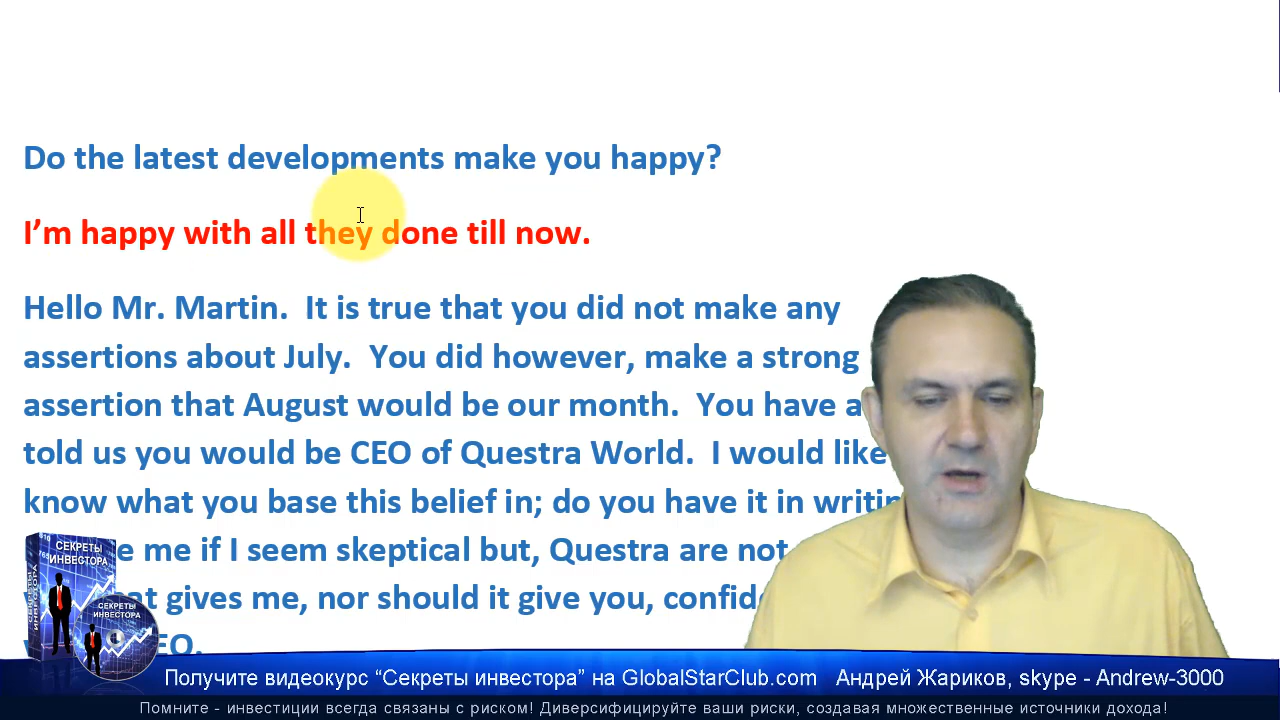 Do the latest developments make you happy?
I’m happy with all they done till now.
Hello Mr. Martin. It is true that you did not make any
assertions about July. You did however, make a strong
assertion that August would be our month. You have a
told us you would be CEO of Questra World. I would like
know what you base this belief in; do you have it in writin
e me if I seem skeptical but, Questra are not
at gives me, nor should it give you, confid
EO.
СЕКРЕТЫ
ИНВЕСТОРА
СЕКРЕТЫ
ИНВЕСТОРА
СЕКРЕТЫ
ИНВЕСТОРА
Получите видеокурс “Секреты инвестора” на GlobalStarClub.com Андрей Жариков, skype - Andrew-3000
Помните - инвестиции всегда связаны с риском! Диверсифицируйте ваши риски, создавая множественные источники дохода!